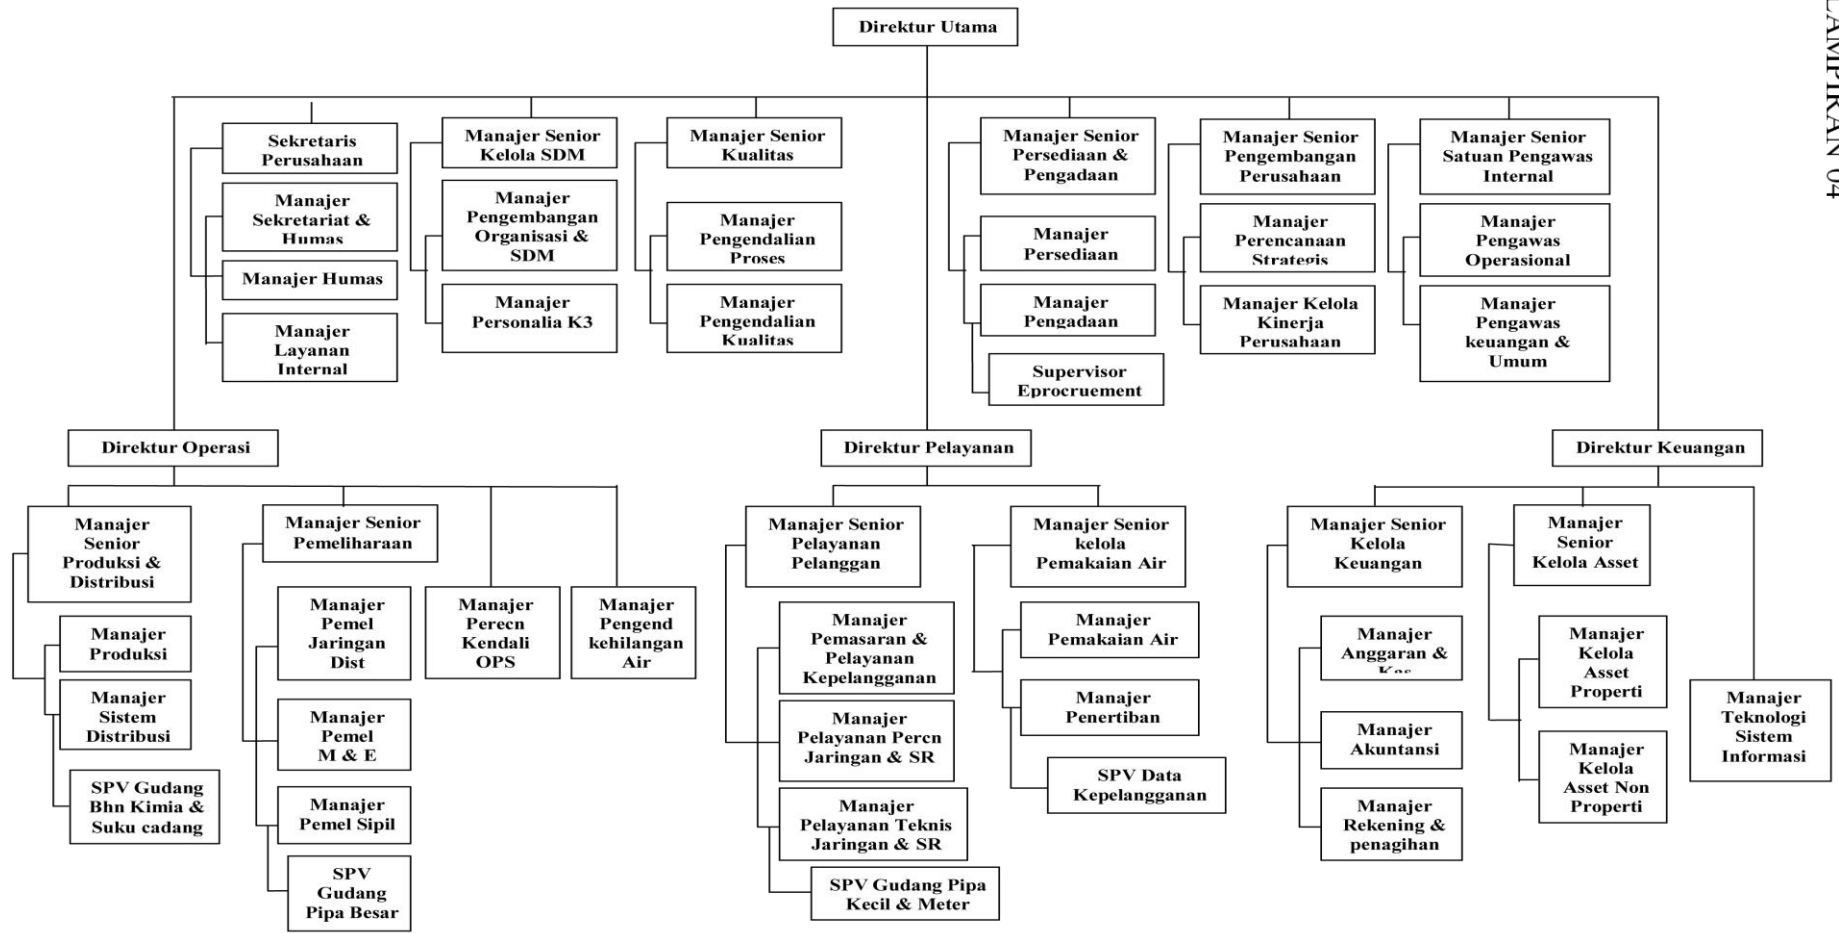 LAMPIRAN 04
Direktur Utama
Sekretaris
Perusahaan
Manajer
Sekretariat &
Humas
Manajer Humas
Manajer
Layanan
Internal
Manajer Senior
Kelola SDM
Manajer
Pengembangan
Organisasi &
SDM
Manajer
Personalia K3
Manajer Senior
Kualitas
Manajer
Pengendalian
Proses
Manajer
Pengendalian
Kualitas
Manajer Senior
Persediaan &
Pengadaan
Manajer
Persediaan
Manajer
Pengadaan
Supervisor
Eprocruement
Manajer Senior
Pengembangan
Perusahaan
Manajer
Perencanaan
Strategis
Manajer Kelola
Kinerja
Perusahaan
Manajer Senior
Satuan Pengawas
Internal
Manajer
Pengawas
Operasional
Manajer
Pengawas
keuangan &
Umum
Direktur Operasi
Direktur Pelayanan
Direktur Keuangan
Manajer
Senior
Produksi &
Distribusi
Manajer
Produksi
Manajer
Sistem
Distribusi
SPV Gudang
Bhn Kimia &
Suku cadang
Manajer Senior
Pemeliharaan
Manajer
Pemel
Jaringan
Dist
Manajer
Pemel
M & E
Manajer
Pemel Sipil
SPV
Gudang
Pipa Besar
Manajer
Perecn
Kendali
OPS
Manajer
Pengend
kehilangan
Air
Manajer Senior
Pelayanan
Pelanggan
Manajer
Pemasaran &
Pelayanan
Kepelangganan
Manajer
Pelayanan Percn
Jaringan & SR
Manajer
Pelayanan Teknis
Jaringan & SR
SPV Gudang Pipa
Kecil & Meter
Manajer Senior
kelola
Pemakaian Air
Manajer
Pemakaian Air
Manajer
Penertiban
SPV Data
Kepelangganan
Manajer Senior
Kelola
Keuangan
Manajer
Anggaran &
Kas
Manajer
Akuntansi
Manajer
Rekening &
penagihan
Manajer
Senior
Kelola Asset
Manajer
Kelola
Asset
Properti
Manajer
Kelola
Asset Non
Properti
Manajer
Teknologi
Sistem
Informasi